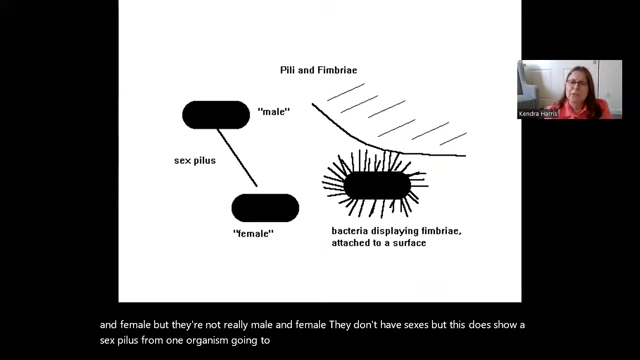 Pili and Fimbriae
"male"
sex pilus
"female"
bacteria displaying fimbriae,
attached to a surface
Kendra Harris
and female but they're not really male and female They don't have sexes but this does show a
sex pilus from one organism going to